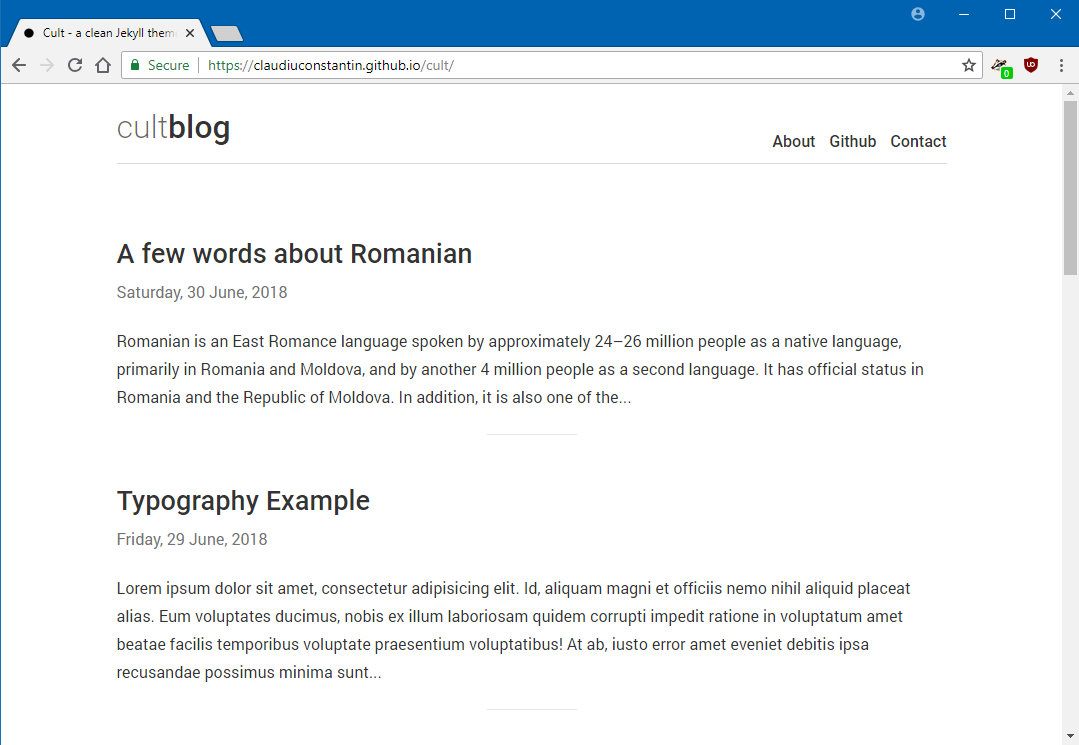 Cult - a clean Jekyll them
Secure
https://claudiuconstantin.github.io/cult/
0
cultblog
About Github Contact
A few words about Romanian
Saturday, 30 June, 2018
Romanian is an East Romance language spoken by approximately 24–26 million people as a native language,
primarily in Romania and Moldova, and by another 4 million people as a second language. It has official status in
Romania and the Republic of Moldova. In addition, it is also one of the...
Typography Example
Friday, 29 June, 2018
Lorem ipsum dolor sit amet, consectetur adipisicing elit. Id, aliquam magni et officiis nemo nihil aliquid placeat
alias. Eum voluptates ducimus, nobis ex illum laboriosam quidem corrupti impedit ratione in voluptatum amet
beatae facilis temporibus voluptate praesentium voluptatibus! At ab, iusto error amet eveniet debitis ipsa
recusandae possimus minima sunt...